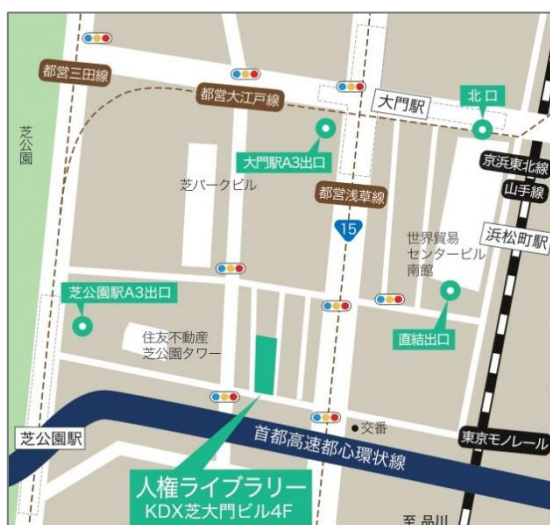 都営三田線
都営大江戸線
大門駅
北口
芝公園
大門駅A3出口
京浜東北線
山手線
芝パークビル
都営浅草線
15
世界貿易
センタービル
南館
浜松町駅
芝公園駅A3出口
住友不動産
芝公園タワー
直結出口
芝公園駅
交番
首都高速都心環状線
東京モノレール
人権ライブラリー
KDX芝大門ビル4F
至 品川